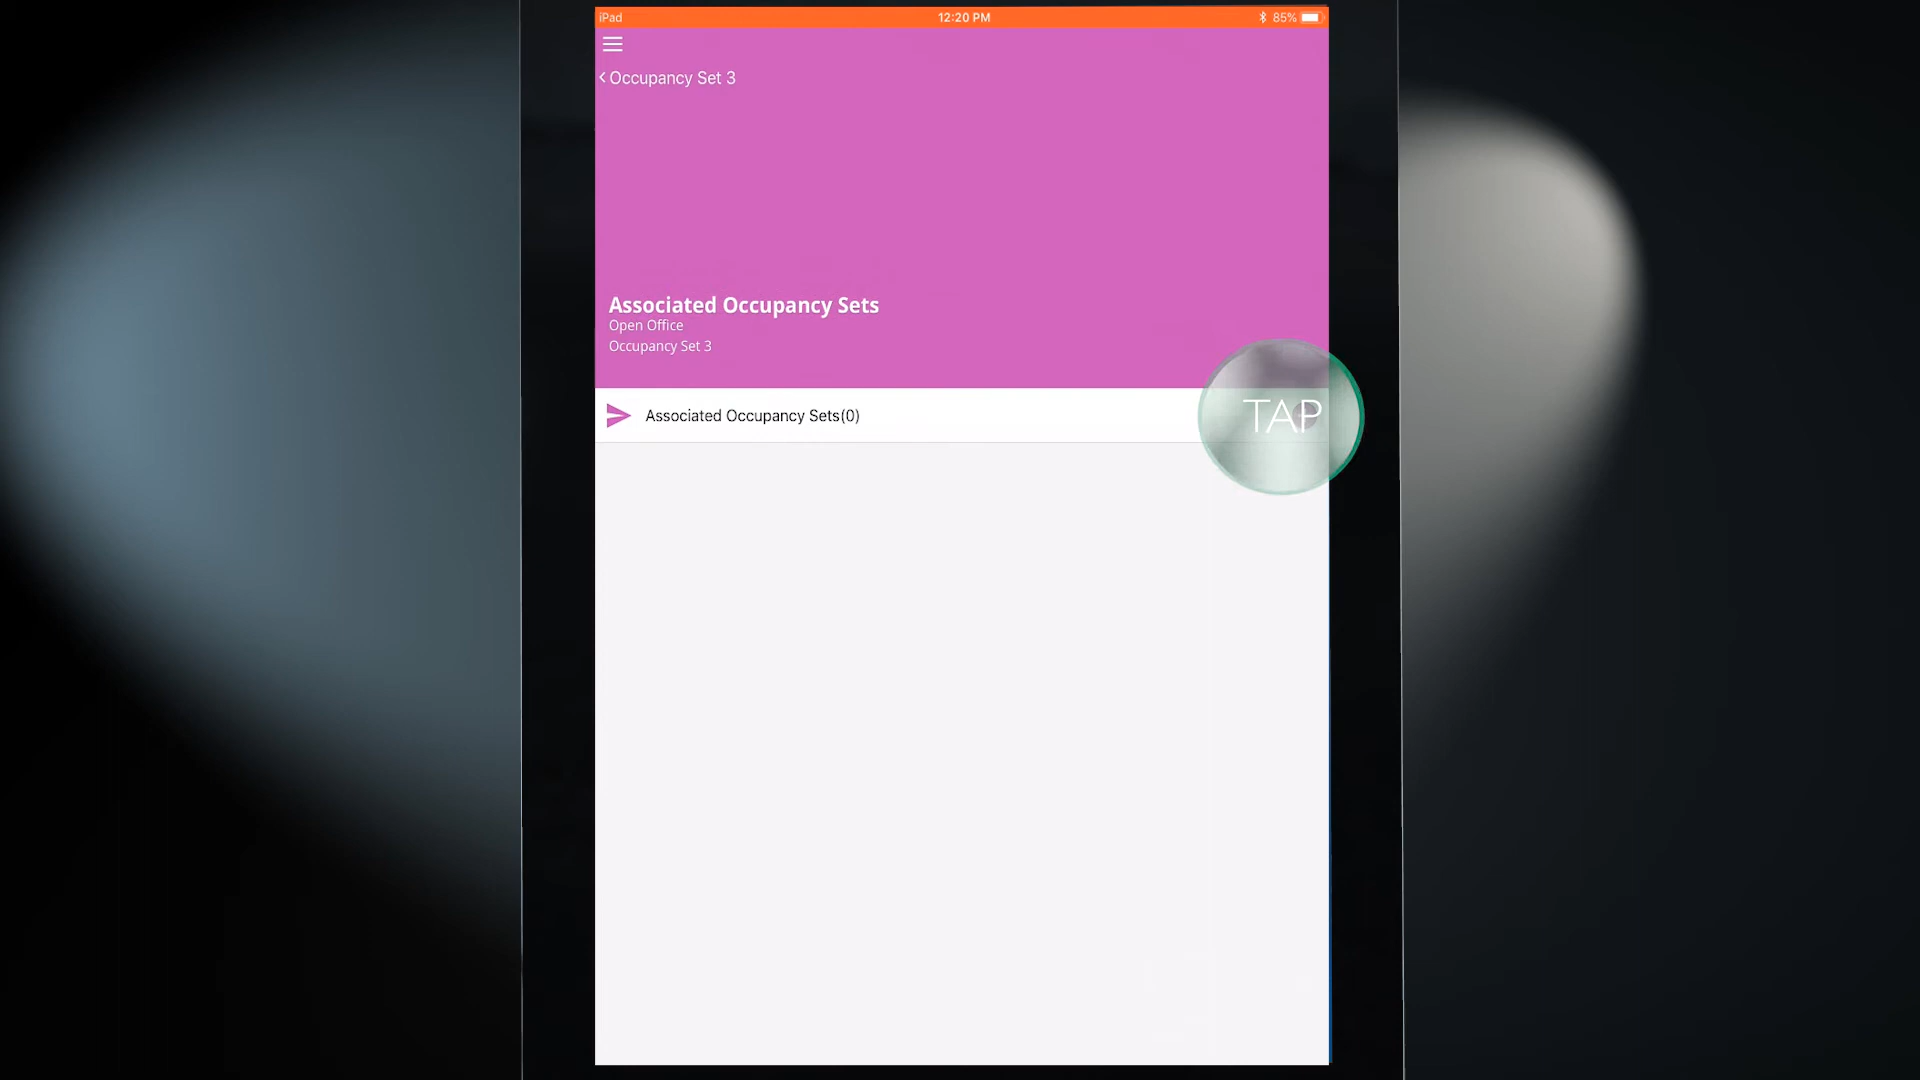 iPad
12:20 PM
85%
Occupancy Set 3
Associated Occupancy Sets
Open Office
Occupancy Set 3
Associated Occupancy Sets(0)
TAP